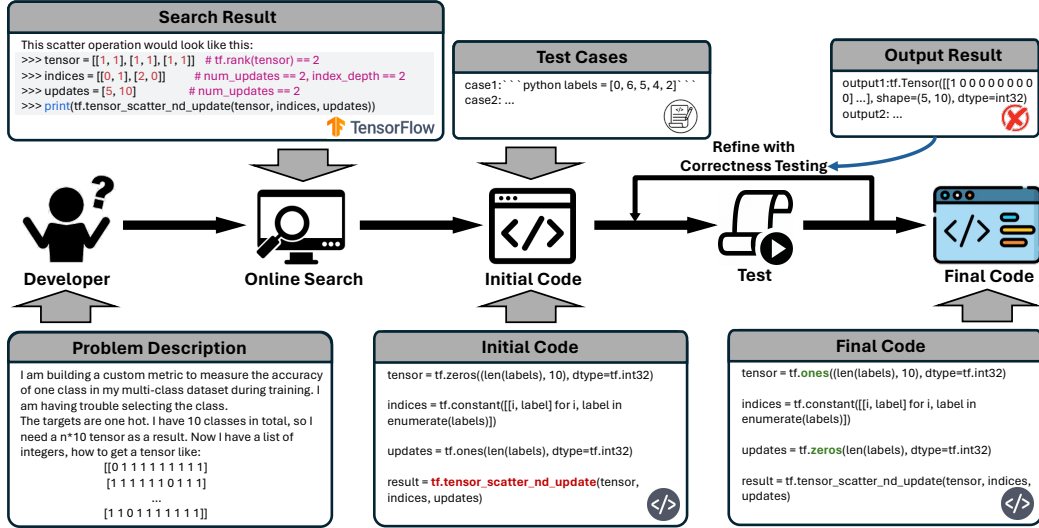 Search Result
This scatter operation would look like this:
>>> tensor = [[1, 1], [1, 1], [1, 1]] # tf.rank(tensor) == 2
>>> indices = [[0, 1], [2, 0]] # num_updates == 2, index_depth == 2
>>> updates = [5, 10] # num_updates == 2
>>> print(tf.tensor_scatter_nd_update(tensor, indices, updates))
TensorFlow
Test Cases
case1:```python labels = [0, 6, 5, 4, 2]```
case2: ...
Output Result
output1:tf.Tensor([[1 0 0 0 0 0 0 0 0
0] ...], shape=(5, 10), dtype=int32)
output2: ...
Refine with
Correctness Testing
?
</>
</>
Developer
Online Search
Initial Code
Test
Final Code
Problem Description
I am building a custom metric to measure the accuracy
of one class in my multi-class dataset during training. I
am having trouble selecting the class.
The targets are one hot. I have 10 classes in total, so I
need a n*10 tensor as a result. Now I have a list of
integers, how to get a tensor like:
[[0 1 1 1 1 1 1 1 1 1]
[1 1 1 1 1 1 0 1 1 1]
...
[1 1 0 1 1 1 1 1 1 1]]
Initial Code
tensor = tf.zeros((len(labels), 10), dtype=tf.int32)
indices = tf.constant([[i, label] for i, label in
enumerate(labels)])
updates = tf.ones(len(labels), dtype=tf.int32)
result = tf.tensor_scatter_nd_update(tensor,
indices, updates)
</>
Final Code
tensor = tf.ones((len(labels), 10), dtype=tf.int32)
indices = tf.constant([[i, label] for i, label in
enumerate(labels)])
updates = tf.zeros(len(labels), dtype=tf.int32)
result = tf.tensor_scatter_nd_update(tensor, indices,
updates)
</>